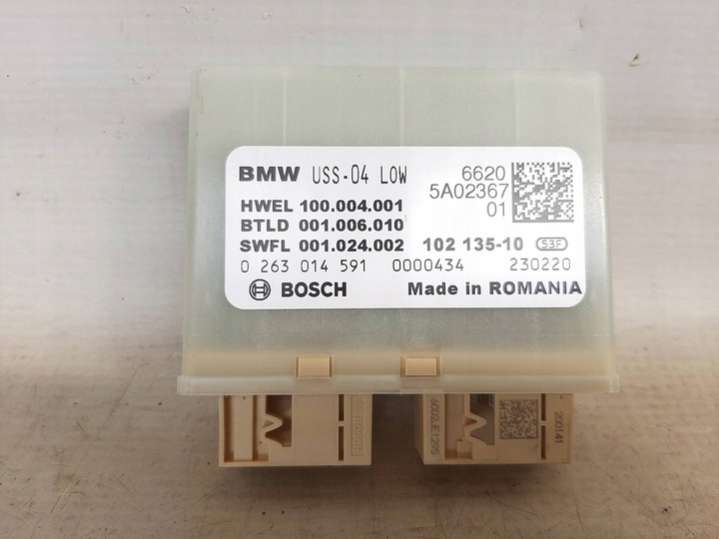 BMW USS-04 LOW 6620
5A02367
01
HWEL 100.004.001
BTLD 001.006.010
SWFL 001.024.002 102 135-10 S3F
0 263 014 591 0000434 230220
BOSCH Made in ROMANIA
200141